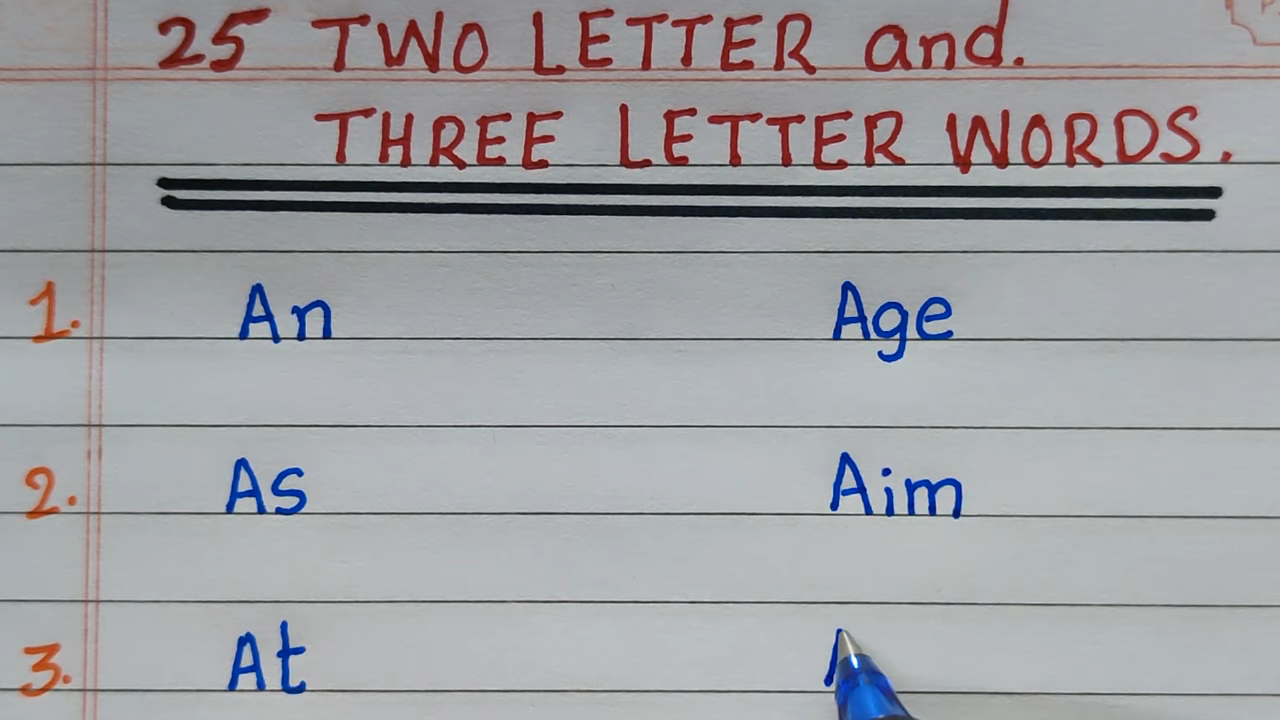 25 TWO LETTER and.
THREE LETTER WORDS.
1. An Age
2. As Aim
3. At